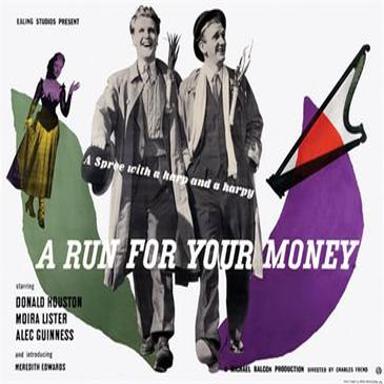 EALING STUDIOS PRESENT
A Spree with a harp and a harpy
A RUN FOR YOUR MONEY
starring
DONALD HOUSTON
MOIRA LISTER
ALEC GUINNESS
and introducing
MEREDITH EDWARDS
A MICHAEL BALCON PRODUCTION DIRECTED BY CHARLES FREND